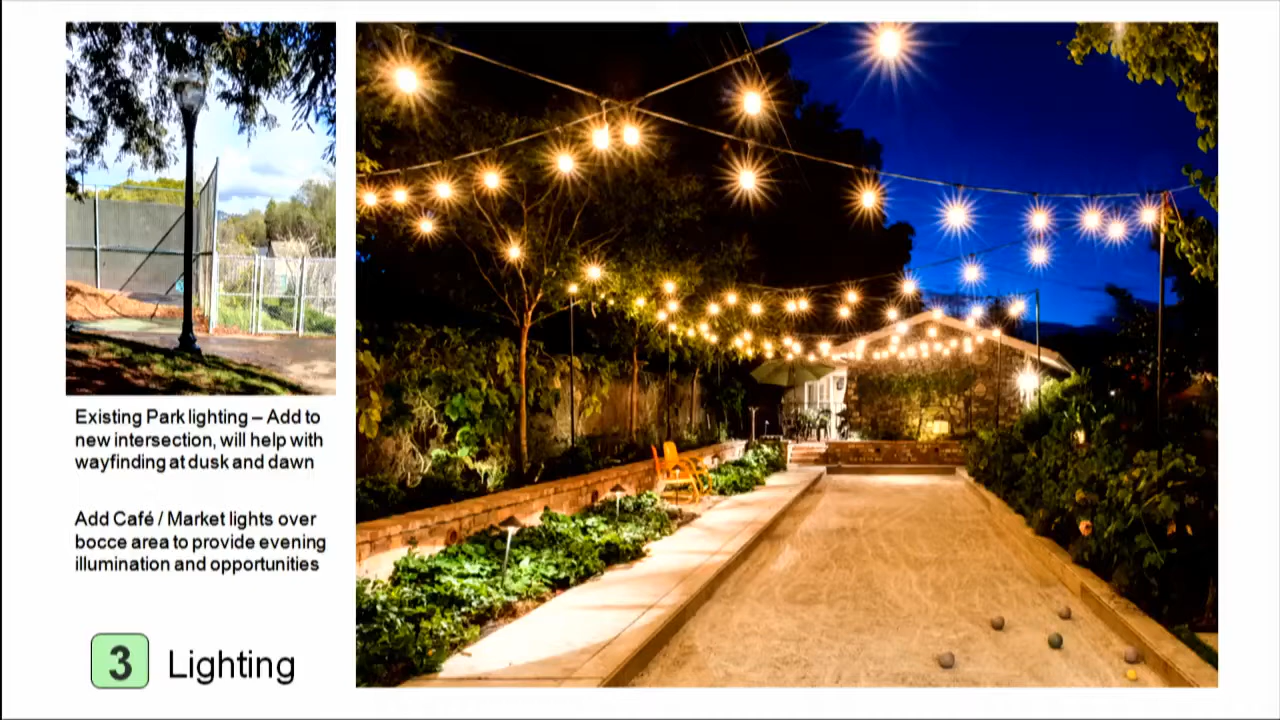 Existing Park lighting – Add to
new intersection, will help with
wayfinding at dusk and dawn
Add Café / Market lights over
bocce area to provide evening
illumination and opportunities
3 Lighting